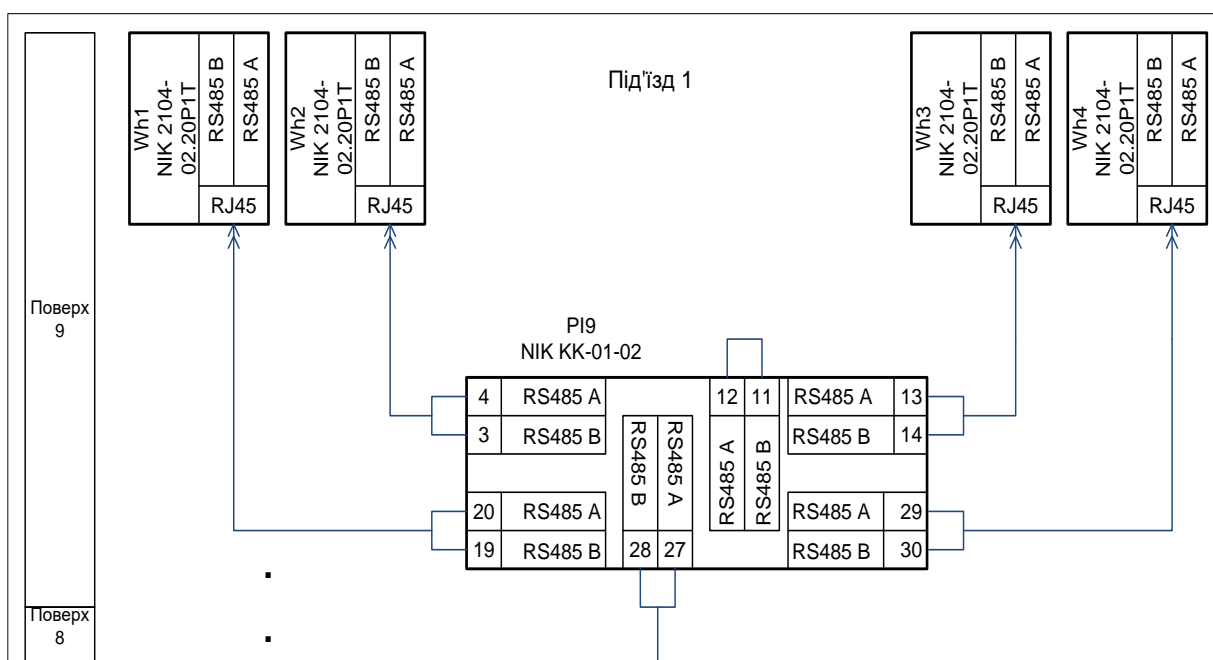 Під'їзд 1
Wh1
NIK 2104-
02.20P1T
RS485 B
RS485 A
RJ45
Wh2
NIK 2104-
02.20P1T
RS485 B
RS485 A
RJ45
Wh3
NIK 2104-
02.20P1T
RS485 B
RS485 A
RJ45
Wh4
NIK 2104-
02.20P1T
RS485 B
RS485 A
RJ45
Поверх
9
PI9
NIK KK-01-02
4 RS485 A
3 RS485 B
20 RS485 A
19 RS485 B
RS485 B
RS485 A
28 27
12 11
RS485 A
RS485 B
RS485 A 13
RS485 B 14
RS485 A 29
RS485 B 30
Поверх
8